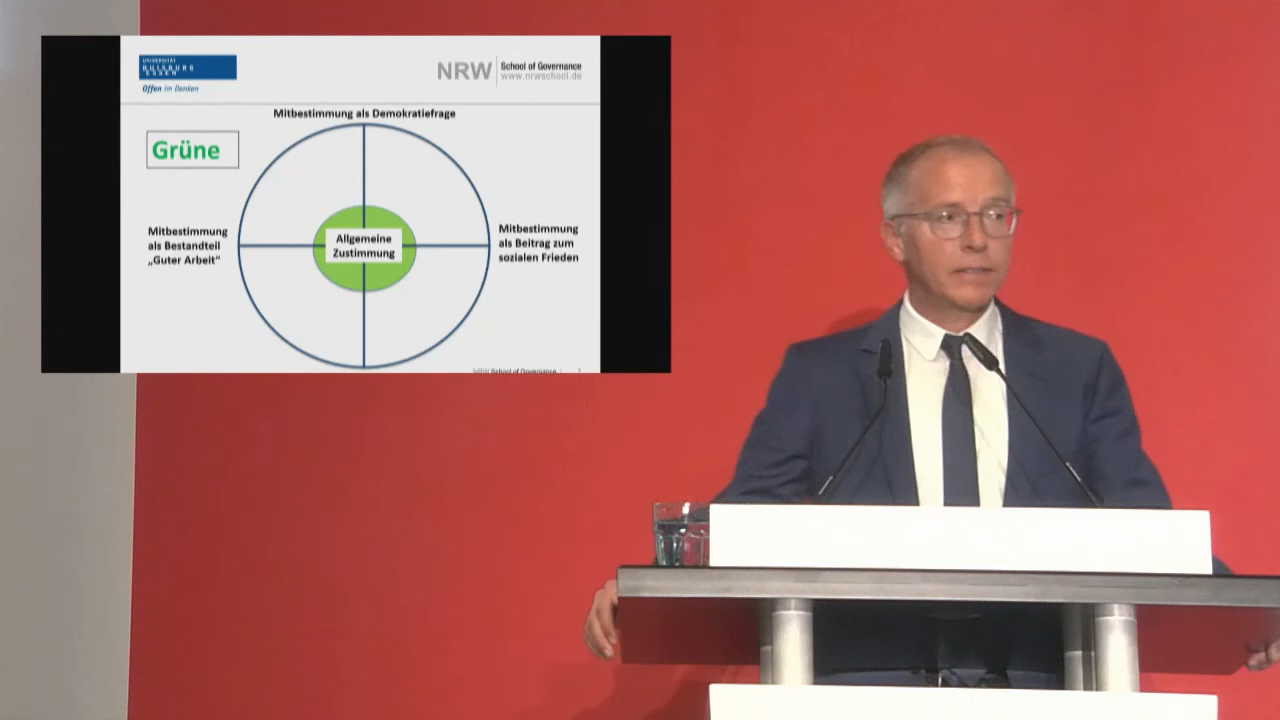 UNIVERSITÄT
DUISBURG
ESSEN
Offen im Denken
NRW School of Governance
www.nrwschool.de
Mitbestimmung als Demokratiefrage
Grüne
Mitbestimmung
als Bestandteil
„Guter Arbeit“
Allgemeine
Zustimmung
Mitbestimmung
als Beitrag zum
sozialen Frieden
NRW School of Governance | 7